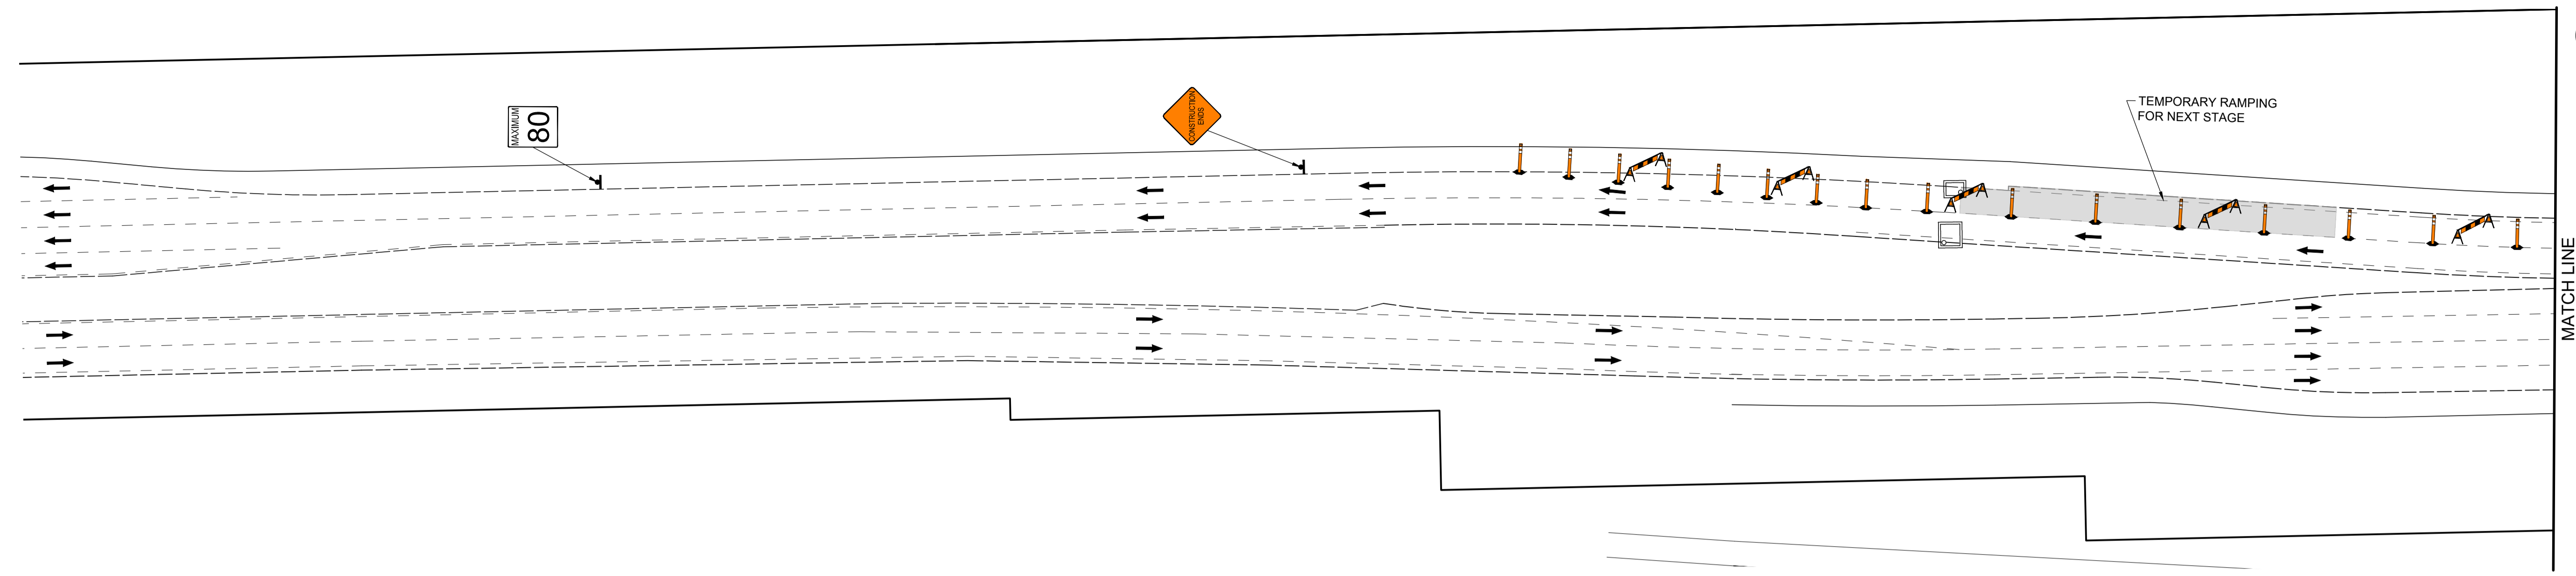 MAXIMUM
80
CONSTRUCTION
ENDS
TEMPORARY RAMPING
FOR NEXT STAGE
MATCH LINE